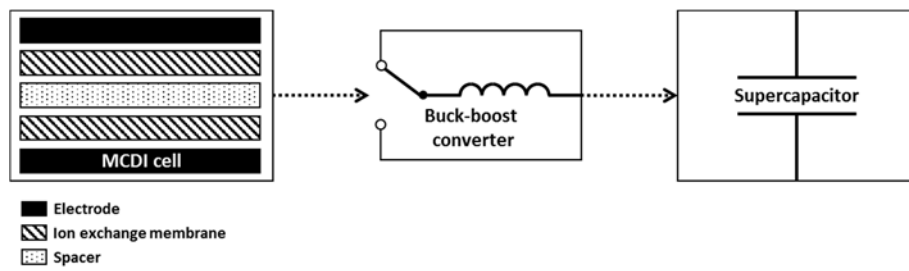 MCDI cell
Buck-boost
converter
Supercapacitor
Electrode
Ion exchange membrane
Spacer